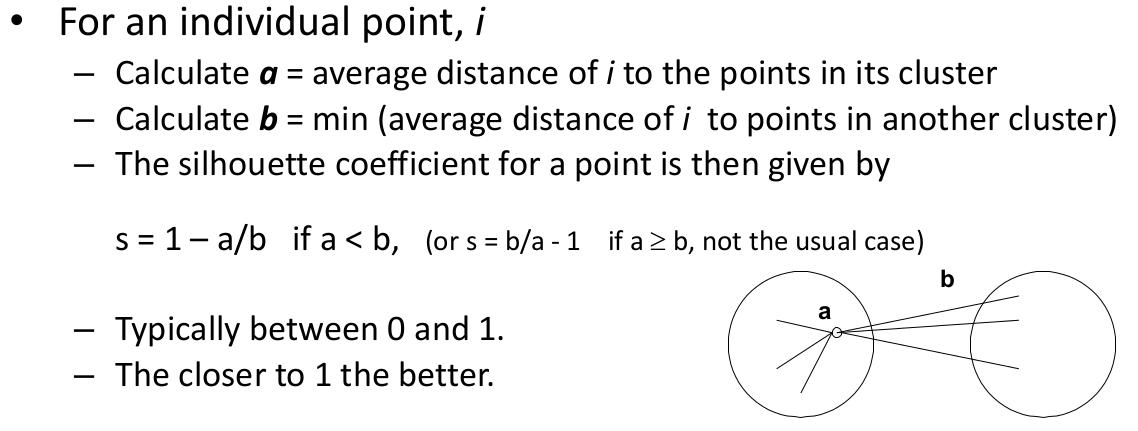 • For an individual point, i
– Calculate a = average distance of i to the points in its cluster
– Calculate b = min (average distance of i to points in another cluster)
– The silhouette coefficient for a point is then given by
s = 1 – a/b if a < b, (or s = b/a - 1 if a ≥ b, not the usual case)
b
a
– Typically between 0 and 1.
– The closer to 1 the better.